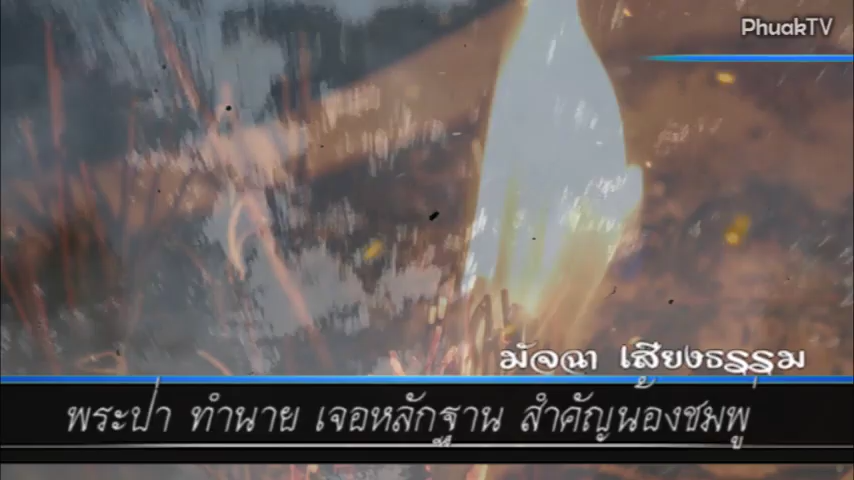 PhuakTV
มัจฉา เสียงธรรม
พระป่า ทำนาย เจอหลักฐาน สำคัญน้องชมพู่